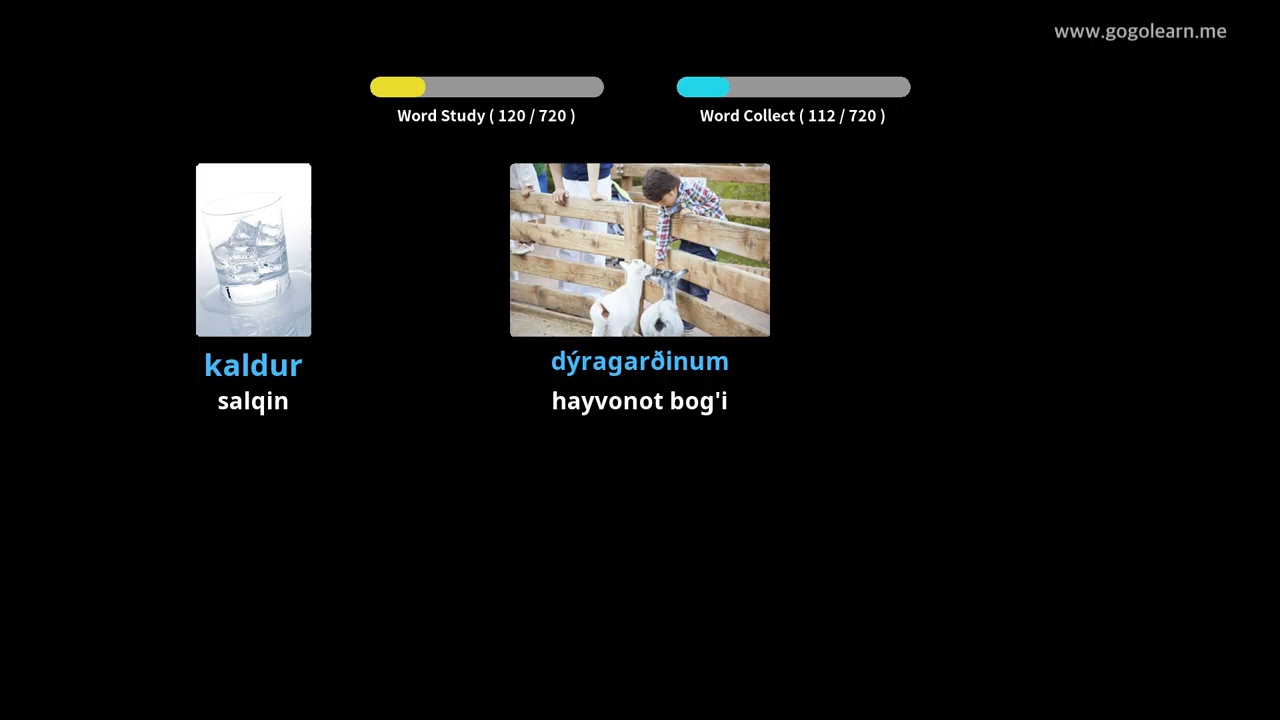 www.gogolearn.me
Word Study ( 120 / 720 )
Word Collect ( 112 / 720 )
kaldur
salqin
dýragarðinum
hayvonot bog'i